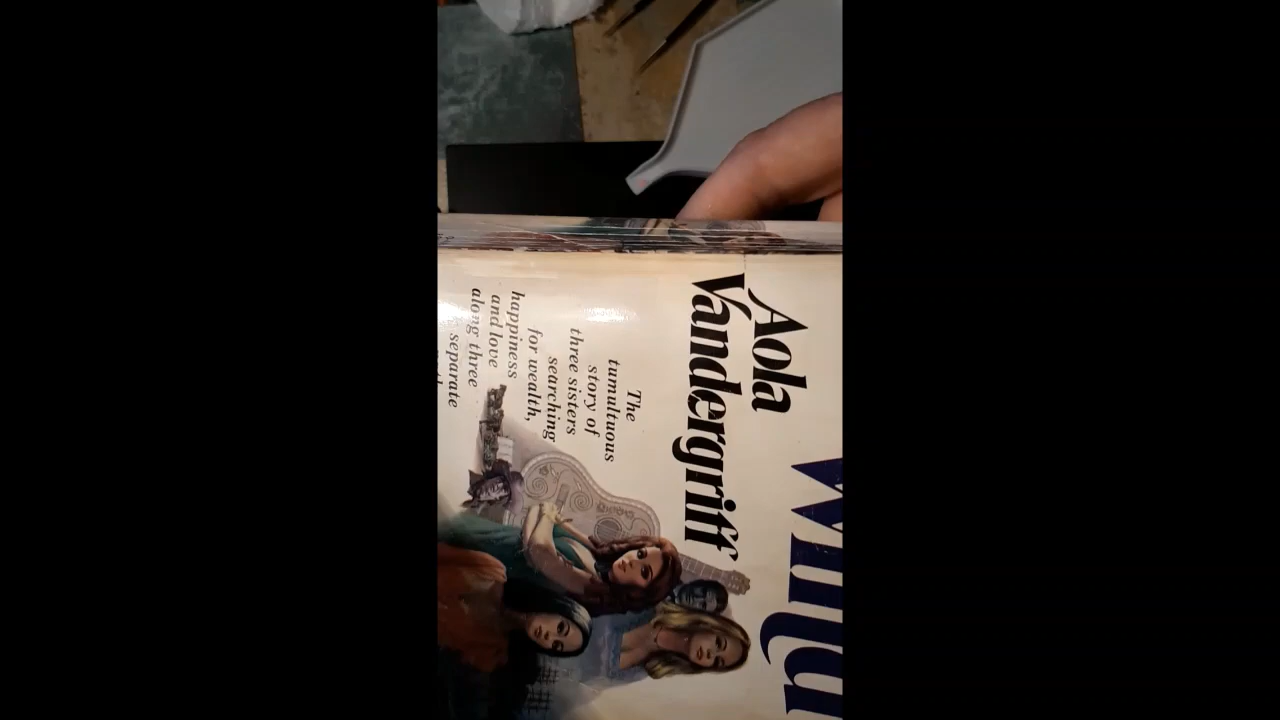 Aola
Vandergriff
The
tumultuous
story of
three sisters
searching
for wealth,
happiness
and love
along three
separate